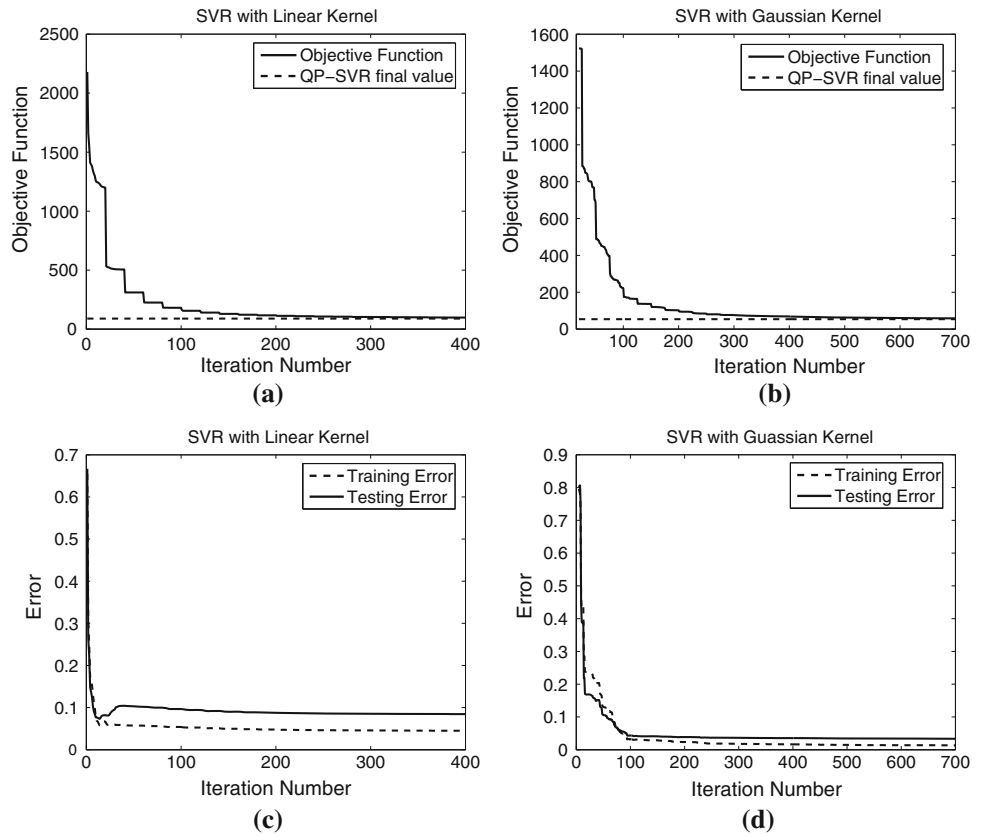 SVR with Linear Kernel
2500
2000
1500
1000
500
0
Objective Function
Objective Function
QP-SVR final value
0 100 200 300 400
Iteration Number
(a)
SVR with Gaussian Kernel
1600
1400
1200
1000
800
600
400
200
0
Objective Function
Objective Function
QP-SVR final value
100 200 300 400 500 600 700
Iteration Number
(b)
SVR with Linear Kernel
0.7
0.6
0.5
0.4
0.3
0.2
0.1
0
Error
Training Error
Testing Error
0 100 200 300 400
Iteration Number
(c)
SVR with Guassian Kernel
0.9
0.8
0.7
0.6
0.5
0.4
0.3
0.2
0.1
0
Error
Training Error
Testing Error
0 100 200 300 400 500 600 700
Iteration Number
(d)